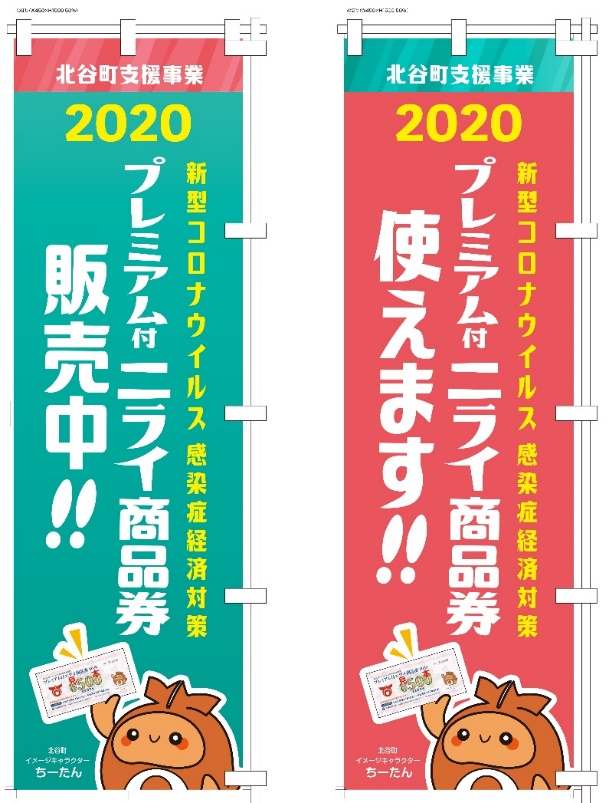 北谷町支援事業
2020
新型コロナウイルス 感染症経済対策
プレミアム付 ニライ商品券
販売中!!
500
北谷町
イメージキャラクター
ちーたん
北谷町支援事業
2020
新型コロナウイルス 感染症経済対策
プレミアム付 ニライ商品券
使えます!!
500
北谷町
イメージキャラクター
ちーたん